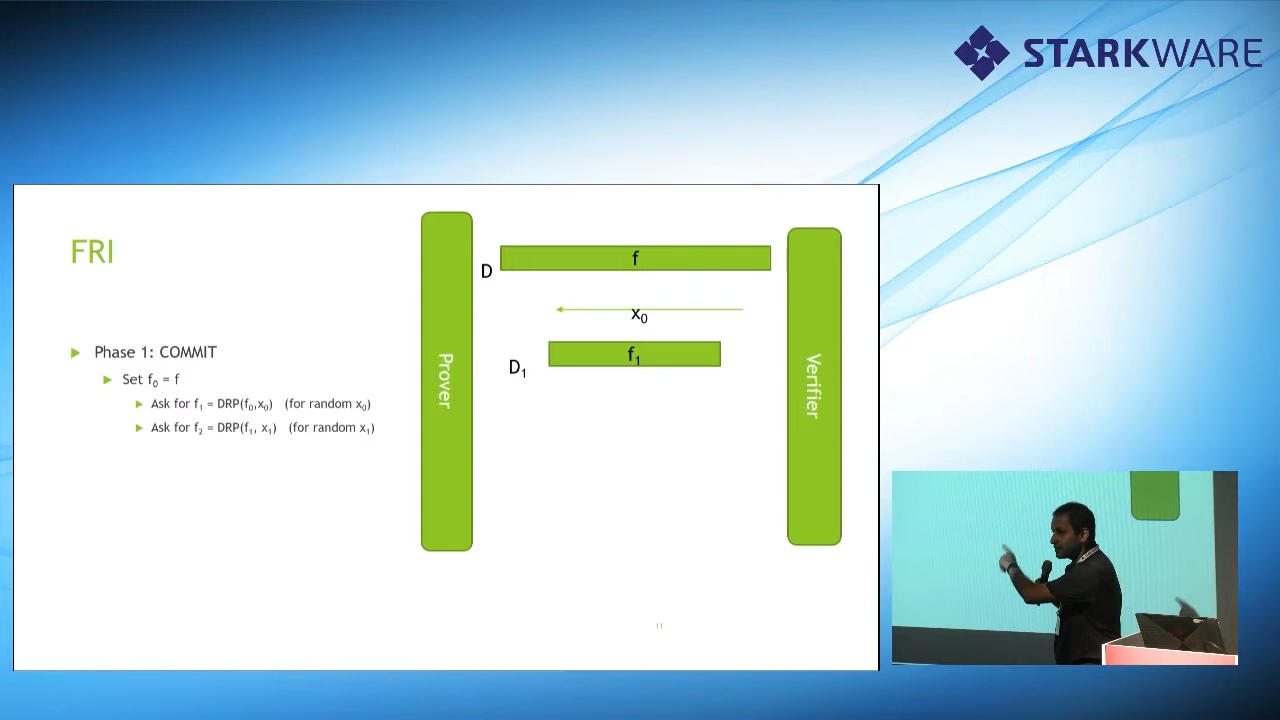 STARKWARE
FRI
Phase 1: COMMIT
Set f₀ = f
Ask for f₁ = DRP(f₀,x₀) (for random x₀)
Ask for f₂ = DRP(f₁, x₁) (for random x₁)
Prover
D
f
x₀
D₁
f₁
Verifier
11